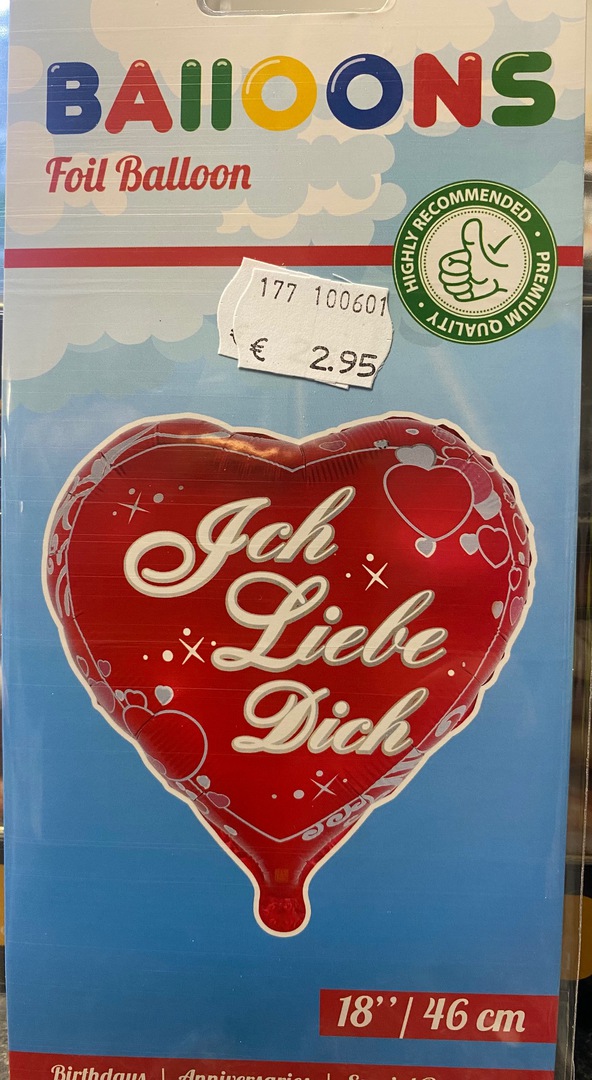 BAllOONS
Foil Balloon
HIGHLY RECOMMENDED • PREMIUM QUALITY •
177 100601
€ 2.95
Ich
Liebe
Dich
18’’ / 46 cm
Birthdays | Anniversaries |